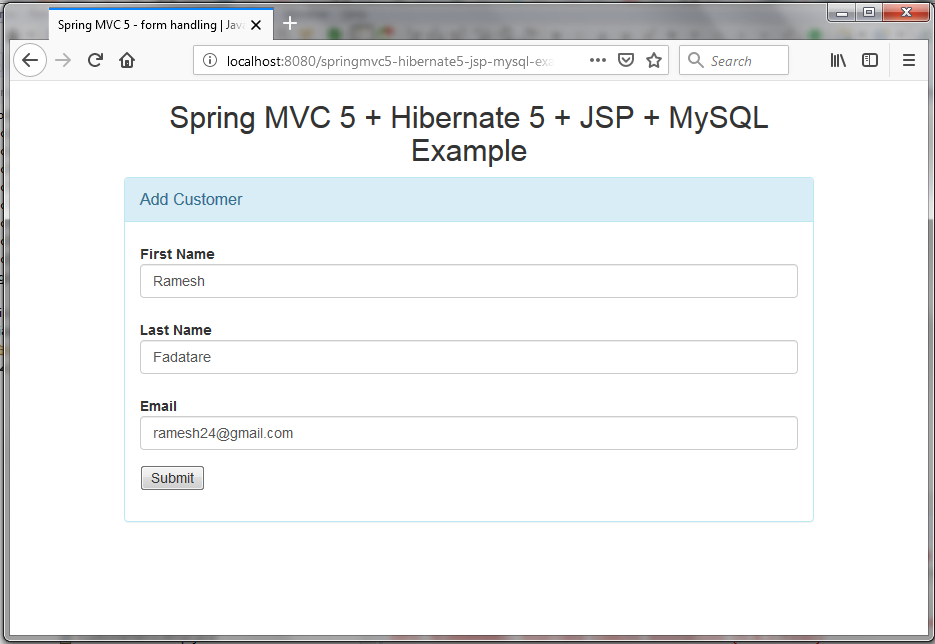 Spring MVC 5 - form handling | Java
localhost:8080/springmvc5-hibernate5-jsp-mysql-exa
Search
Spring MVC 5 + Hibernate 5 + JSP + MySQL
Example
Add Customer
First Name
Ramesh
Last Name
Fadatare
Email
ramesh24@gmail.com
Submit